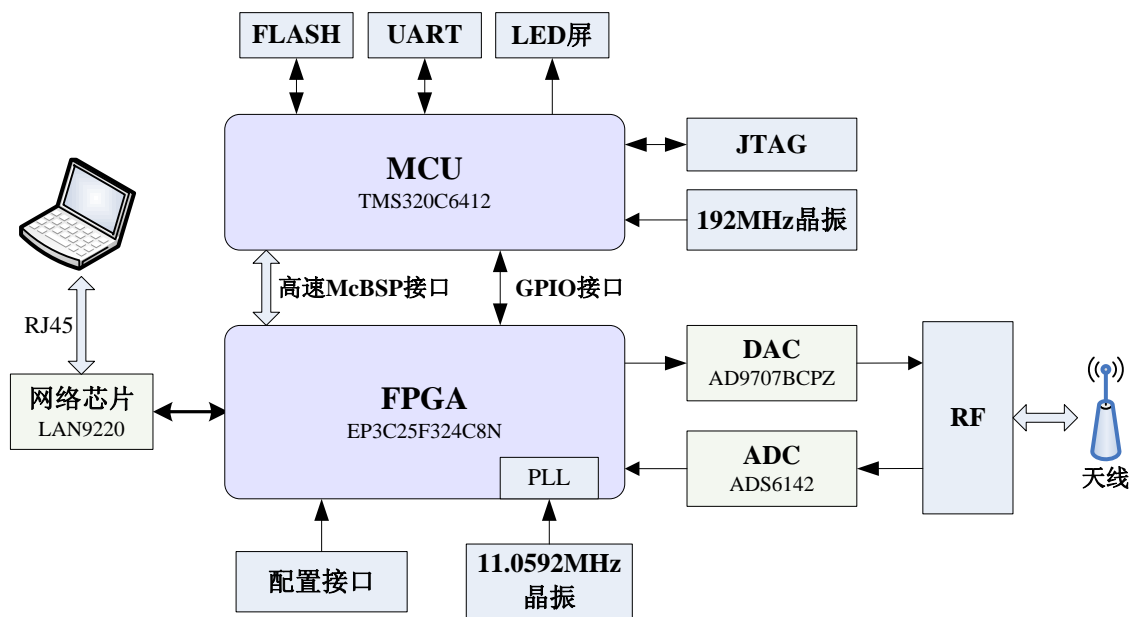 FLASH
UART
LED屏
MCU
TMS320C6412
JTAG
192MHz晶振
高速McBSP接口
GPIO接口
RJ45
网络芯片
LAN9220
FPGA
EP3C25F324C8N
PLL
DAC
AD9707BCPZ
ADC
ADS6142
RF
天线
配置接口
11.0592MHz
晶振